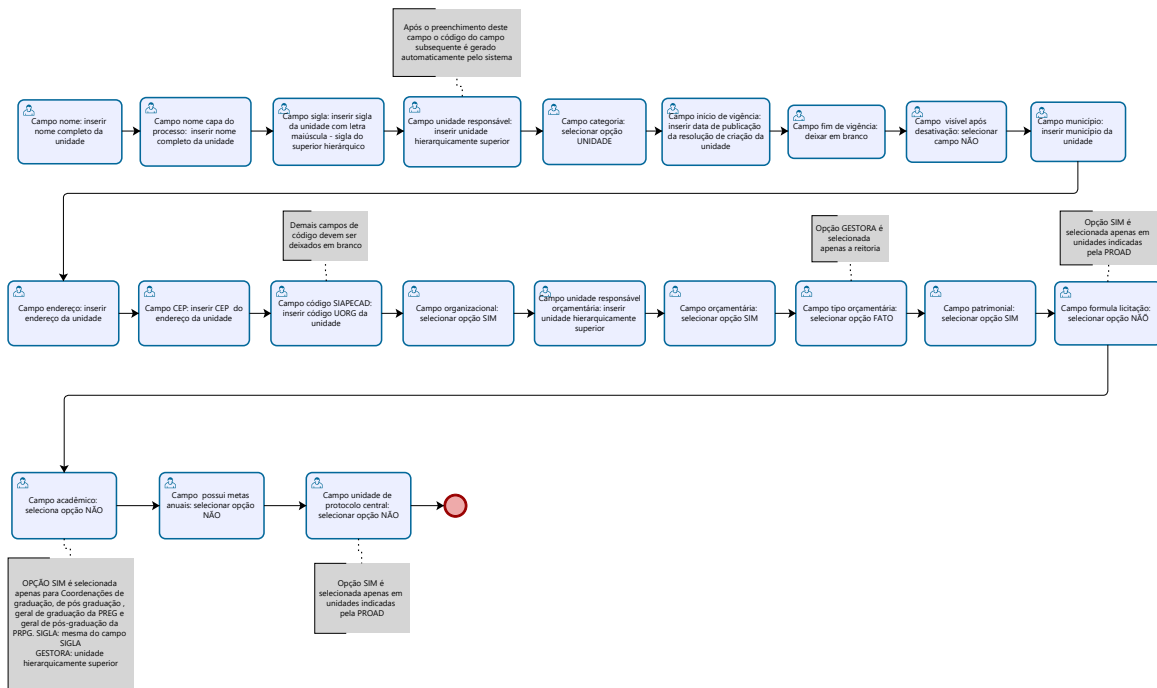 Após o preenchimento deste
campo o código do campo
subsequente é gerado
automaticamente pelo sistema
Campo nome: inserir
nome completo da
unidade
Campo nome capa do
processo: inserir nome
completo da unidade
Campo sigla: inserir sigla
da unidade com letra
maiúscula - sigla do
superior hierárquico
Campo unidade responsável:
inserir unidade
hierarquicamente superior
Campo categoria:
selecionar opção
UNIDADE
Campo inicio de vigência:
inserir data de publicação
da resolução de criação da
unidade
Campo fim de vigência:
deixar em branco
Campo visível após
desativação: selecionar
campo NÃO
Campo município:
inserir município da
unidade
Demais campos de
código devem ser
deixados em branco
Opção GESTORA é
selecionada
apenas a reitoria
Opção SIM é
selecionada apenas em
unidades indicadas
pela PROAD
Campo endereço: inserir
endereço da unidade
Campo CEP: inserir CEP do
endereço da unidade
Campo código SIAPECAD:
inserir código UORG da
unidade
Campo organizacional:
selecionar opção SIM
Campo unidade responsável
orçamentária: inserir unidade
hierarquicamente
superior
Campo orçamentária:
selecionar opção SIM
Campo tipo orçamentária:
selecionar opção FATO
Campo patrimonial:
selecionar opção SIM
Campo formula licitação:
selecionar opção NÃO
Campo acadêmico:
seleciona opção NÃO
Campo possui metas
anuais: selecionar opção
NÃO
Campo unidade de
protocolo central:
selecionar opção NÃO
OPÇÃO SIM é selecionada
apenas para Coordenações de
graduação, de pós graduação ,
geral de graduação da PREG e
geral de pós-graduação da
PRPG. SIGLA: mesma do campo
SIGLA
GESTORA: unidade
hierarquicamente superior
Opção SIM é
selecionada apenas em
unidades indicadas
pela PROAD